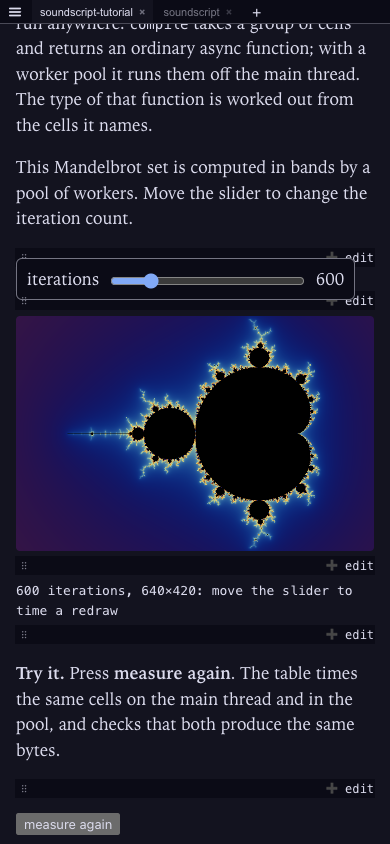 soundscript-tutorial × soundscript × +
run anywhere. compile takes a group of cells
and returns an ordinary async function; with a
worker pool it runs them off the main thread.
The type of that function is worked out from
the cells it names.
This Mandelbrot set is computed in bands by a
pool of workers. Move the slider to change the
iteration count.
+ edit
iterations 600
+ edit
+ edit
600 iterations, 640×420: move the slider to
time a redraw
+ edit
Try it. Press measure again. The table times
the same cells on the main thread and in the
pool, and checks that both produce the same
bytes.
+ edit
measure again